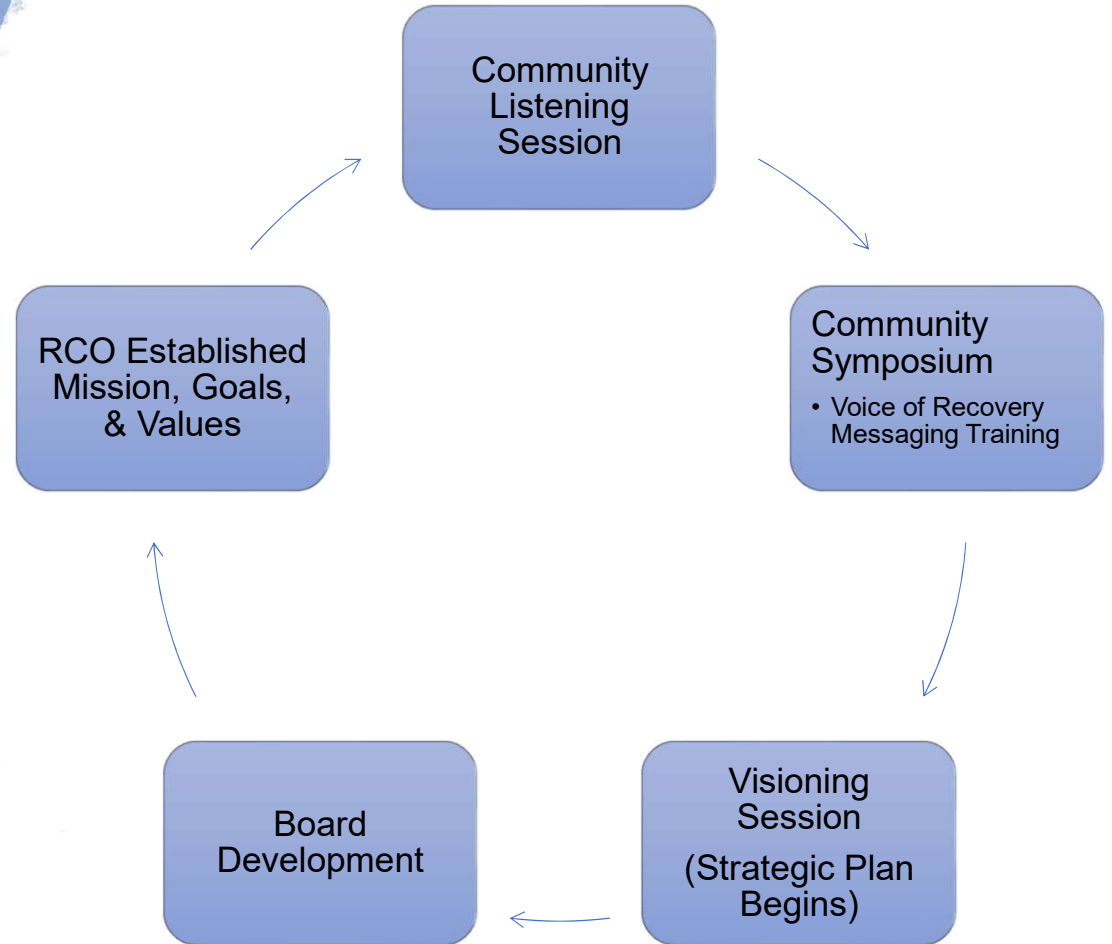 Community
Listening
Session
Community
Symposium
• Voice of Recovery
Messaging Training
Visioning
Session
(Strategic Plan
Begins)
Board
Development
RCO Established
Mission, Goals,
& Values